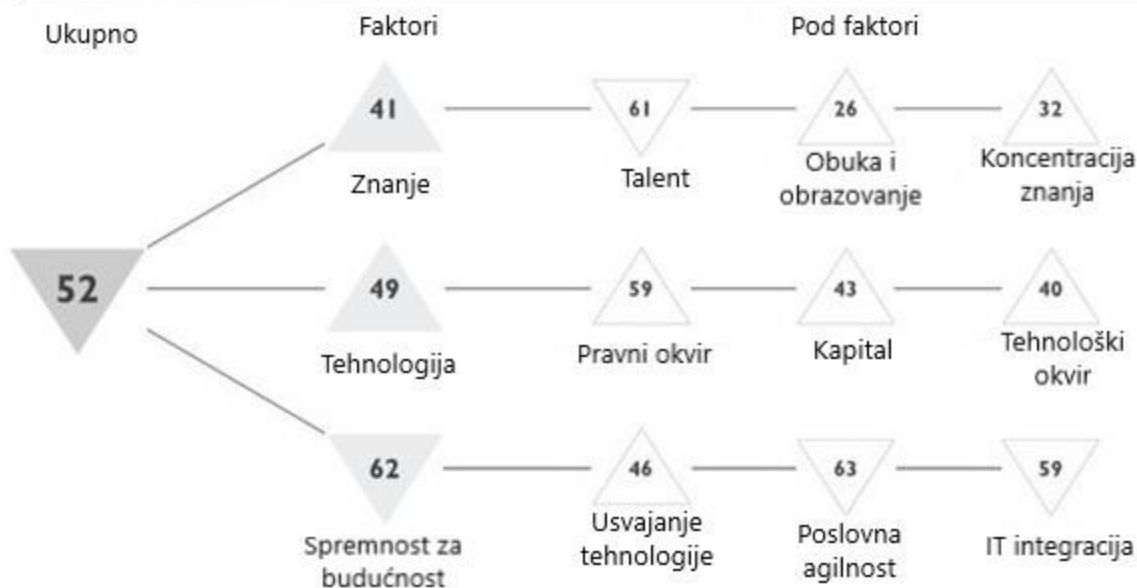 Ukupno
Faktori
Pod faktori
41
61
26
32
Znanje
Talent
Obuka i
obrazovanje
Koncentracija
znanja
52
49
59
43
40
Tehnologija
Pravni okvir
Kapital
Tehnološki
okvir
62
46
63
59
Spremnost za
budućnost
Usvajanje
tehnologije
Poslovna
agilnost
IT integracija